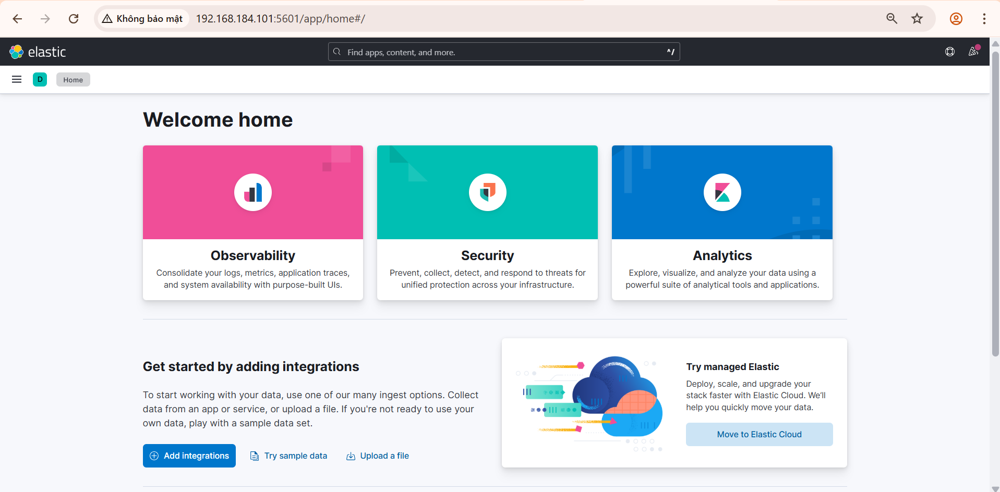 Không bảo mật
192.168.184.101:5601/app/home#/
elastic
Find apps, content, and more.
^/
D
Home
Welcome home
Observability
Consolidate your logs, metrics, application traces,
and system availability with purpose-built UIs.
Security
Prevent, collect, detect, and respond to threats for
unified protection across your infrastructure.
Analytics
Explore, visualize, and analyze your data using a
powerful suite of analytical tools and applications.
Get started by adding integrations
To start working with your data, use one of our many ingest options. Collect
data from an app or service, or upload a file. If you're not ready to use your
own data, play with a sample data set.
Add integrations
Try sample data
Upload a file
Try managed Elastic
Deploy, scale, and upgrade your
stack faster with Elastic Cloud. We’ll
help you quickly move your data.
Move to Elastic Cloud